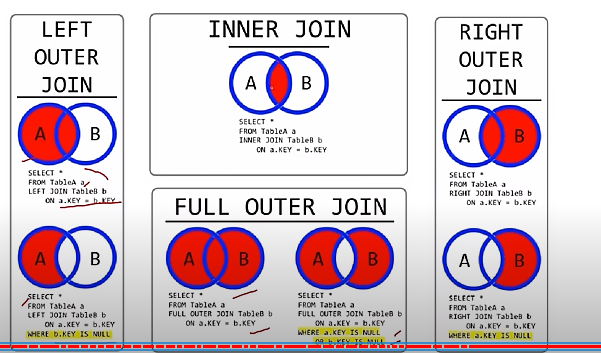 LEFT
OUTER
JOIN
A B
SELECT *
FROM TableA a
LEFT JOIN TableB b
ON a.KEY = b.KEY
A B
SELECT *
FROM TableA a
LEFT JOIN TableB b
ON a.KEY = b.KEY
WHERE b.KEY IS NULL
INNER JOIN
A B
SELECT *
FROM TableA a
INNER JOIN TableB b
ON a.KEY = b.KEY
FULL OUTER JOIN
A B
SELECT *
FROM TableA a
FULL OUTER JOIN TableB b
ON a.KEY = b.KEY
A B
SELECT *
FROM TableA a
FULL OUTER JOIN TableB b
ON a.KEY = b.KEY
WHERE a.KEY IS NULL
OR b.KEY IS NULL
RIGHT
OUTER
JOIN
A B
SELECT *
FROM TableA a
RIGHT JOIN TableB b
ON a.KEY = b.KEY
A B
SELECT *
FROM TableA a
RIGHT JOIN TableB b
ON a.KEY = b.KEY
WHERE a.KEY IS NULL